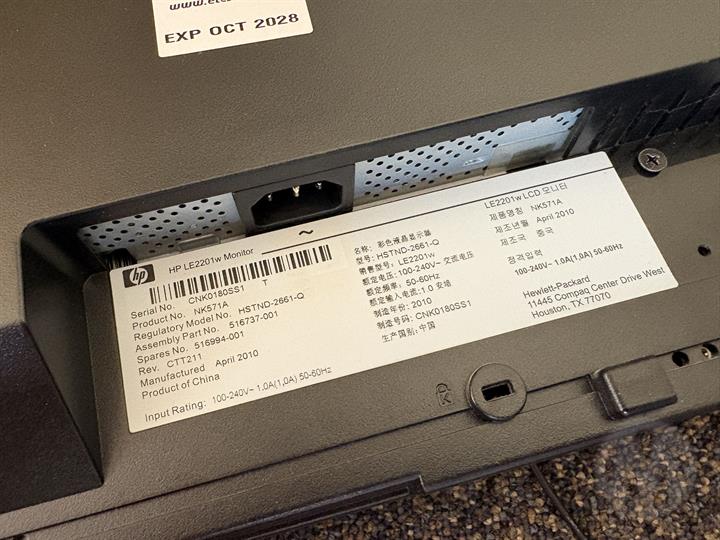 EXP OCT 2028
hp
HP LE2201w Monitor
~
Serial No. CNK0180SS1 T
Product No. NK571A
Regulatory Model No. HSTND-2661-Q
Assembly Part No. 516737-001
Spares No. 516994-001
Rev. CTT211
Manufactured April 2010
Product of China
Input Rating: 100-240V~ 1.0A(1,0A) 50-60Hz
名称: 彩色液晶显示器
型号: HSTND-2661-Q
销售型号: LE2201w
额定电压: 100-240V~ 交流电压
额定频率: 50-60Hz
额定输入电流: 1.0 安培
制造年份: 2010
制造号码: CNK0180SS1
生产国别: 中国
LE2201w LCD 모니터
제품명칭 NK571A
제조년월 April 2010
제조국 중국
정격입력
100-240V~ 1.0A(1,0A) 50-60Hz
Hewlett-Packard
11445 Compaq Center Drive West
Houston, TX 77070
K